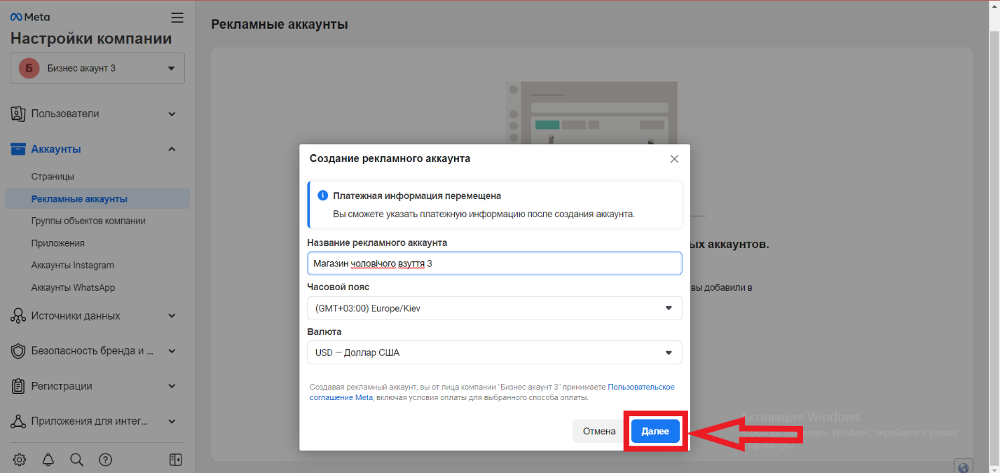 Meta
Настройки компании
Б
Бизнес акаунт 3
Пользователи
Аккаунты
Страницы
Рекламные аккаунты
Группы объектов компании
Приложения
Аккаунты Instagram
Аккаунты WhatsApp
Источники данных
Безопасность бренда и ...
Регистрации
Приложения для интег...
Рекламные аккаунты
ых аккаунтов.
вы добавили в
Создание рекламного аккаунта
Платежная информация перемещена
Вы сможете указать платежную информацию после создания аккаунта.
Название рекламного аккаунта
Магазин чоловічого взуття 3
Часовой пояс
(GMT+03:00) Europe/Kiev
Валюта
USD — Доллар США
Создавая рекламный аккаунт, вы от лица компании "Бизнес акаунт 3" принимаете Пользовательское
соглашение Meta, включая условия оплаты для выбранного способа оплаты.
Отмена
Далее
Активация Windows
Чтобы активировать Windows, перейдите в раздел
"Параметры".